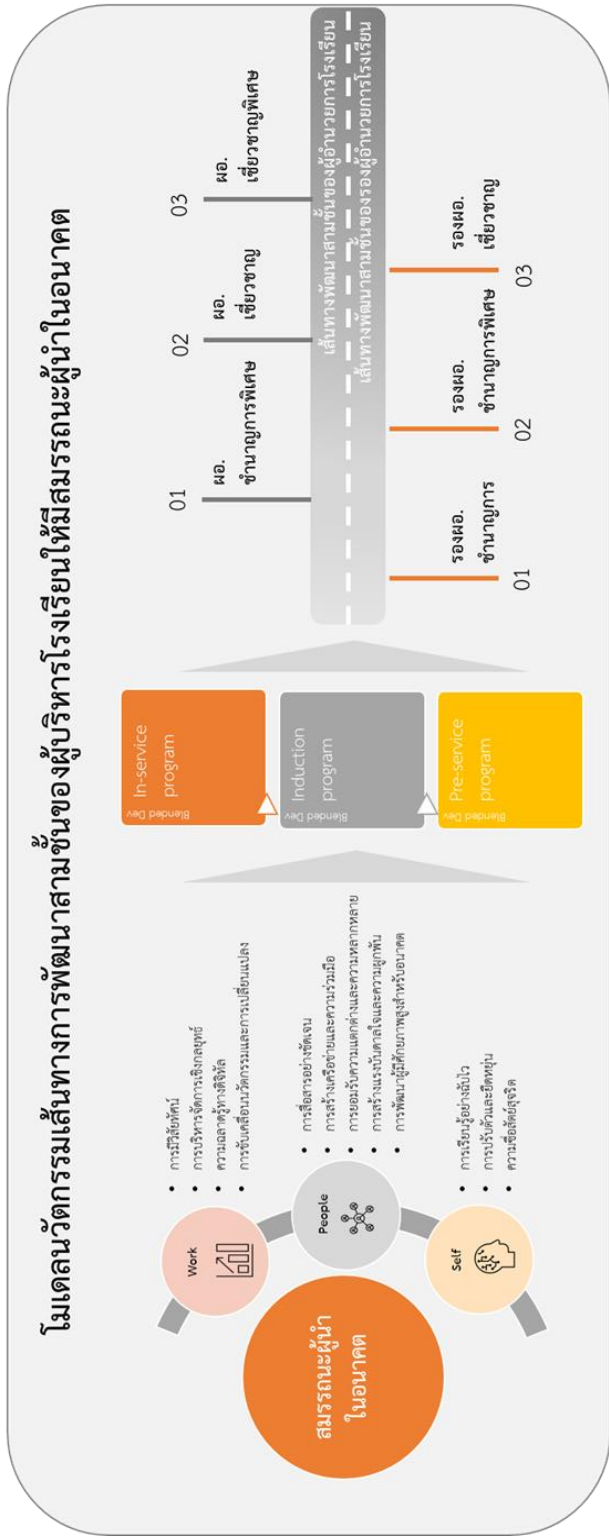 โมเดลนวัตกรรมเส้นทางการพัฒนาสามขั้นของผู้บริหารโรงเรียนให้มีสมรรถนะผู้นำในอนาคต
สมรรถนะผู้นำ
ในอนาคต
Work
• การมีวิสัยทัศน์
• การบริหารจัดการเชิงกลยุทธ์
• ความฉลาดรู้ทางดิจิทัล
• การขับเคลื่อนนวัตกรรมและการเปลี่ยนแปลง
People
• การสื่อสารอย่างชัดเจน
• การสร้างเครือข่ายและความร่วมมือ
• การยอมรับความแตกต่างและความหลากหลาย
• การสร้างแรงบันดาลใจและความผูกพัน
• การพัฒนาผู้มีศักยภาพสูงสำหรับอนาคต
Self
• การเรียนรู้อย่างฉับไว
• การปรับตัวและยืดหยุ่น
• ความซื่อสัตย์สุจริต
Blended Dev
In-service
program
Blended Dev
Induction
program
Blended Dev
Pre-service
program
01
ผอ.
ชำนาญการพิเศษ
02
ผอ.
เชี่ยวชาญ
03
ผอ.
เชี่ยวชาญพิเศษ
เส้นทางพัฒนาสามขั้นของผู้อำนวยการโรงเรียน
เส้นทางพัฒนาสามขั้นของรองผู้อำนวยการโรงเรียน
รองผอ.
ชำนาญการ
01
รองผอ.
ชำนาญการพิเศษ
02
รองผอ.
เชี่ยวชาญ
03